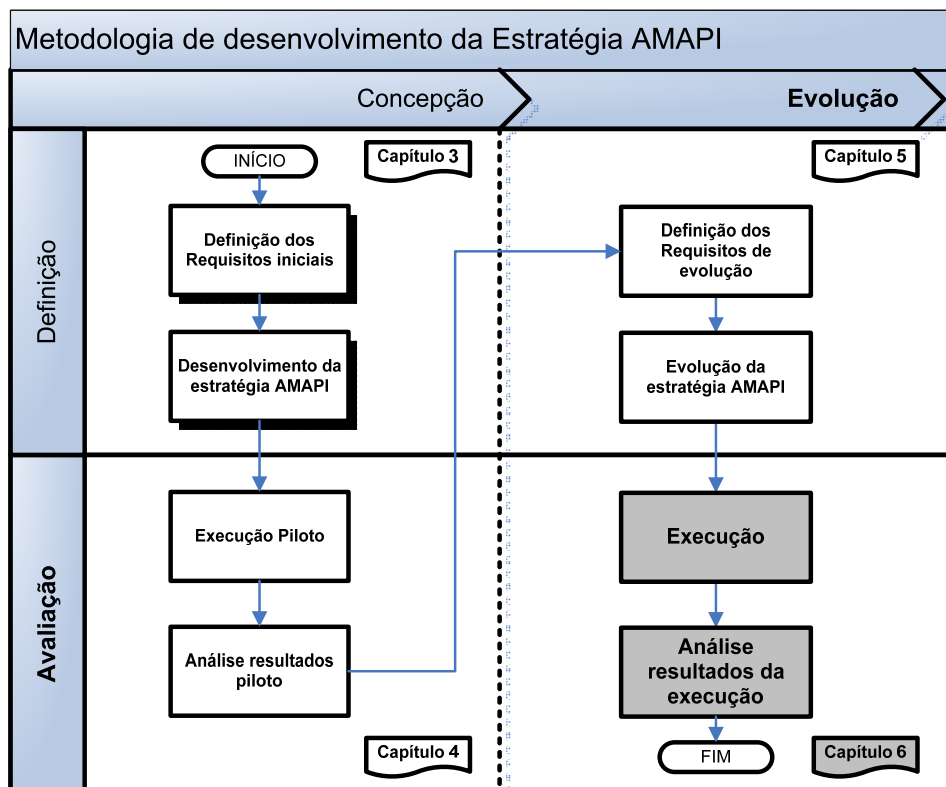 Metodologia de desenvolvimento da Estratégia AMAPI
Concepção
Evolução
Definição
INÍCIO
Capítulo 3
Definição dos
Requisitos iniciais
Desenvolvimento da
estratégia AMAPI
Capítulo 5
Definição dos
Requisitos de
evolução
Evolução da
estratégia AMAPI
Avaliação
Execução Piloto
Análise resultados
piloto
Capítulo 4
Execução
Análise
resultados da
execução
FIM
Capítulo 6